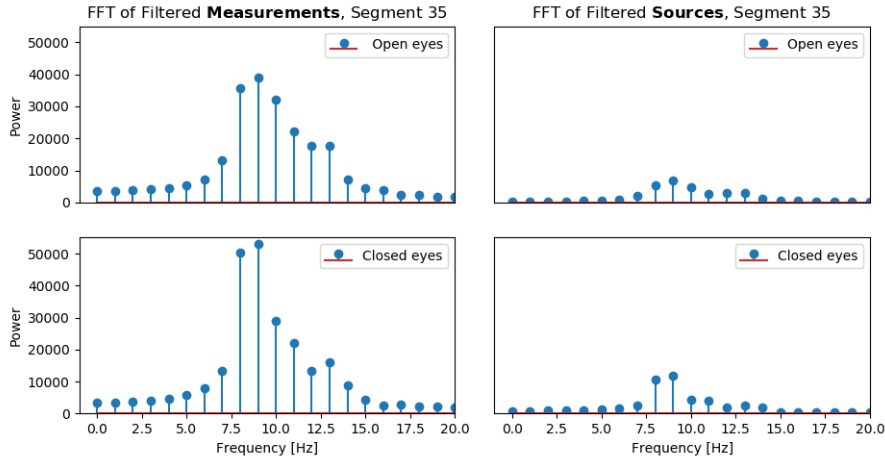 FFT of Filtered Measurements, Segment 35
FFT of Filtered Sources, Segment 35
50000
40000
30000
20000
10000
0
Power
Open eyes
Open eyes
50000
40000
30000
20000
10000
0
Power
Closed eyes
Closed eyes
0.0 2.5 5.0 7.5 10.0 12.5 15.0 17.5 20.0
Frequency [Hz]
0.0 2.5 5.0 7.5 10.0 12.5 15.0 17.5 20.0
Frequency [Hz]